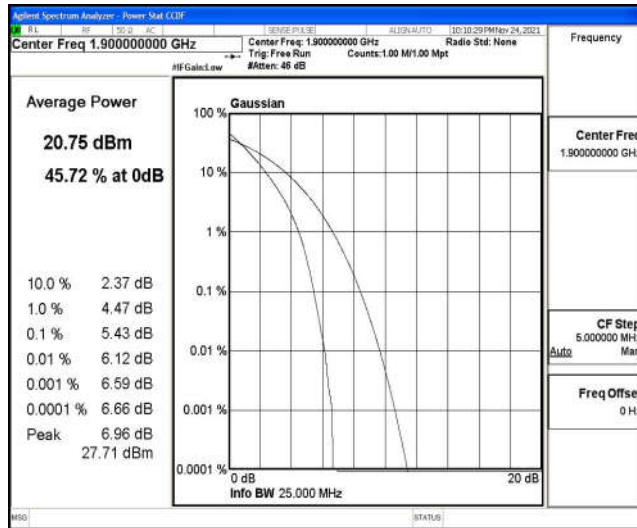 Agilent Spectrum Analyzer - Power Stat CCDF
RL RF 50 Ω AC SENSE:PULSE ALIGNAUTO 10:10:29 PM Nov 24, 2021
Center Freq 1.900000000 GHz
Center Freq: 1.900000000 GHz Radio Std: None
Trig: Free Run Counts:1.00 M/1.00 Mpt
#IFGain:Low #Atten: 46 dB
Frequency
Average Power
20.75 dBm
45.72 % at 0dB
10.0 % 2.37 dB
1.0 % 4.47 dB
0.1 % 5.43 dB
0.01 % 6.12 dB
0.001 % 6.59 dB
0.0001 % 6.66 dB
Peak 6.96 dB
27.71 dBm
Gaussian
100 %
10 %
1 %
0.1 %
0.01 %
0.001 %
0.0001 %
0 dB 20 dB
Info BW 25.000 MHz
Center Freq
1.900000000 GHz
CF Step
5.000000 MHz
Auto Man
Freq Offse
0 H
MSG STATUS